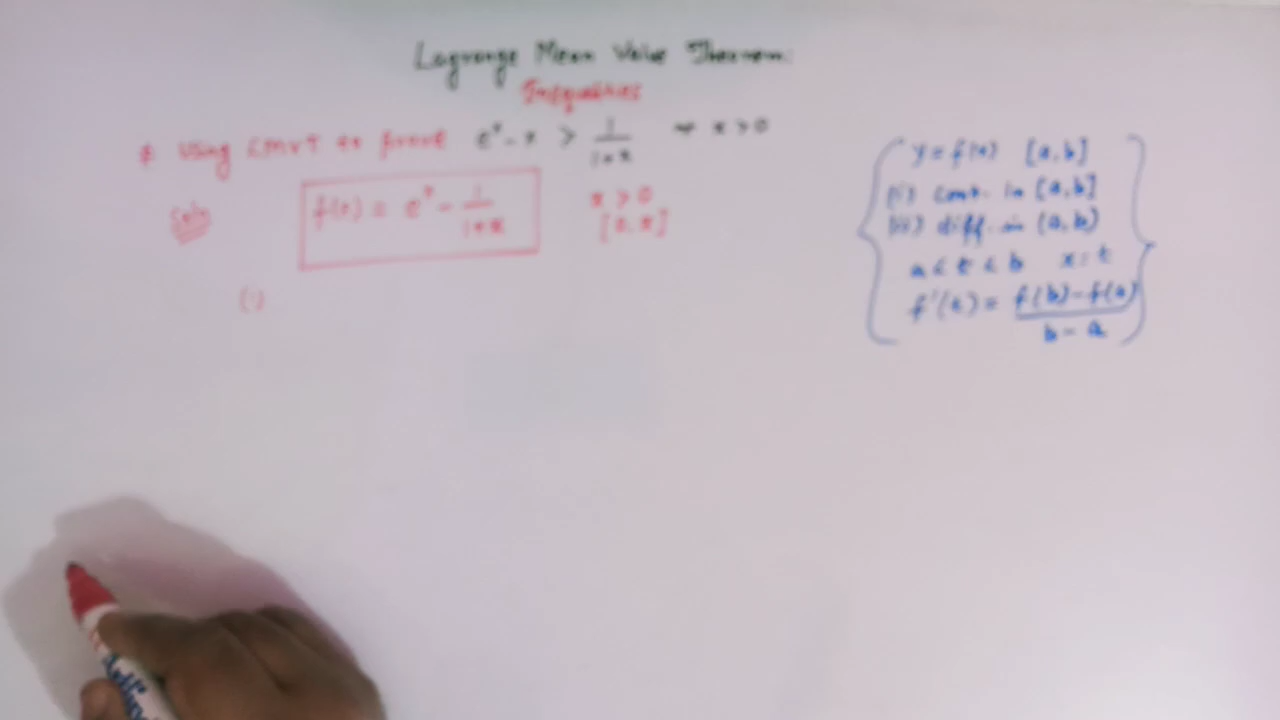 Lagrange Mean Value Theorem:
Inequalities
* Using LMVT to prove e^x - x > 1/(1+x) ∀ x > 0
Soln
f(x) = e^x - 1/(1+x)
x > 0
[0, x]
(i)
y = f(x) [a, b]
(i) cont. in [a, b]
(ii) diff. in (a, b)
a < t < b x = t
f'(t) = (f(b) - f(a))/(b - a)